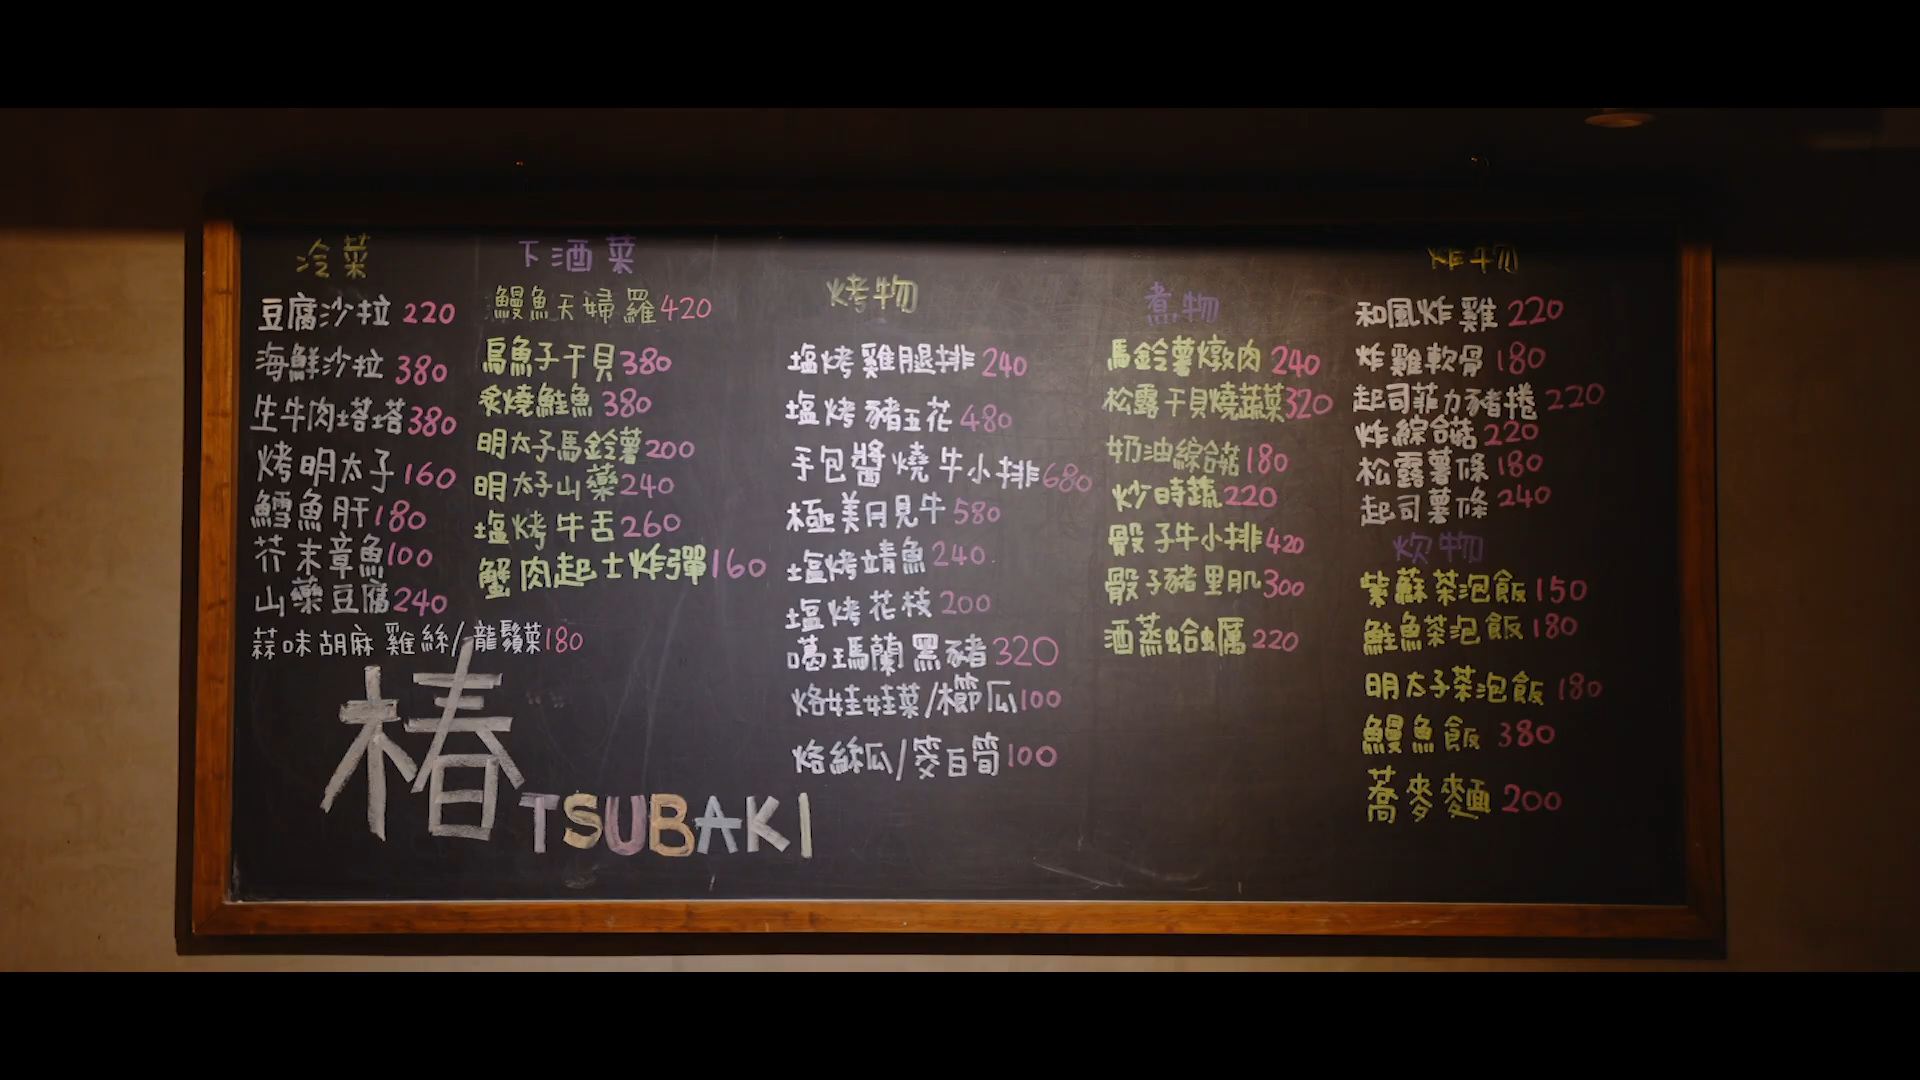 冷菜
豆腐沙拉 220
海鮮沙拉 380
生牛肉塔塔 380
烤明太子 160
鱈魚肝 180
芥末章魚 100
山藥豆腐 240
蒜味胡麻雞絲/龍鬚菜 180
下酒菜
鰻魚天婦羅 420
烏魚子干貝 380
炙燒鮭魚 380
明太子馬鈴薯 200
明太子山藥 240
塩烤牛舌 260
蟹肉起士炸彈 160
烤物
塩烤雞腿排 240
塩烤豬五花 480
手包醬燒牛小排 680
極美月見牛 580
塩烤鯖魚 240
塩烤花枝 200
噶瑪蘭黑豬 320
烙娃娃菜/櫛瓜 100
烙絲瓜/筊白筍 100
煮物
馬鈴薯燉肉 240
松露干貝燒蔬菜 320
奶油綜合菇 180
炒時蔬 220
骰子牛小排 420
骰子豬里肌 300
酒蒸蛤蠣 220
炸物
和風炸雞 220
炸雞軟骨 180
起司菲力豬捲 220
炸綜合菇 220
松露薯條 180
起司薯條 240
炊物
紫蘇茶泡飯 150
鮭魚茶泡飯 180
明太子茶泡飯 180
鰻魚飯 380
蕎麥麵 200
椿 TSUBAKI